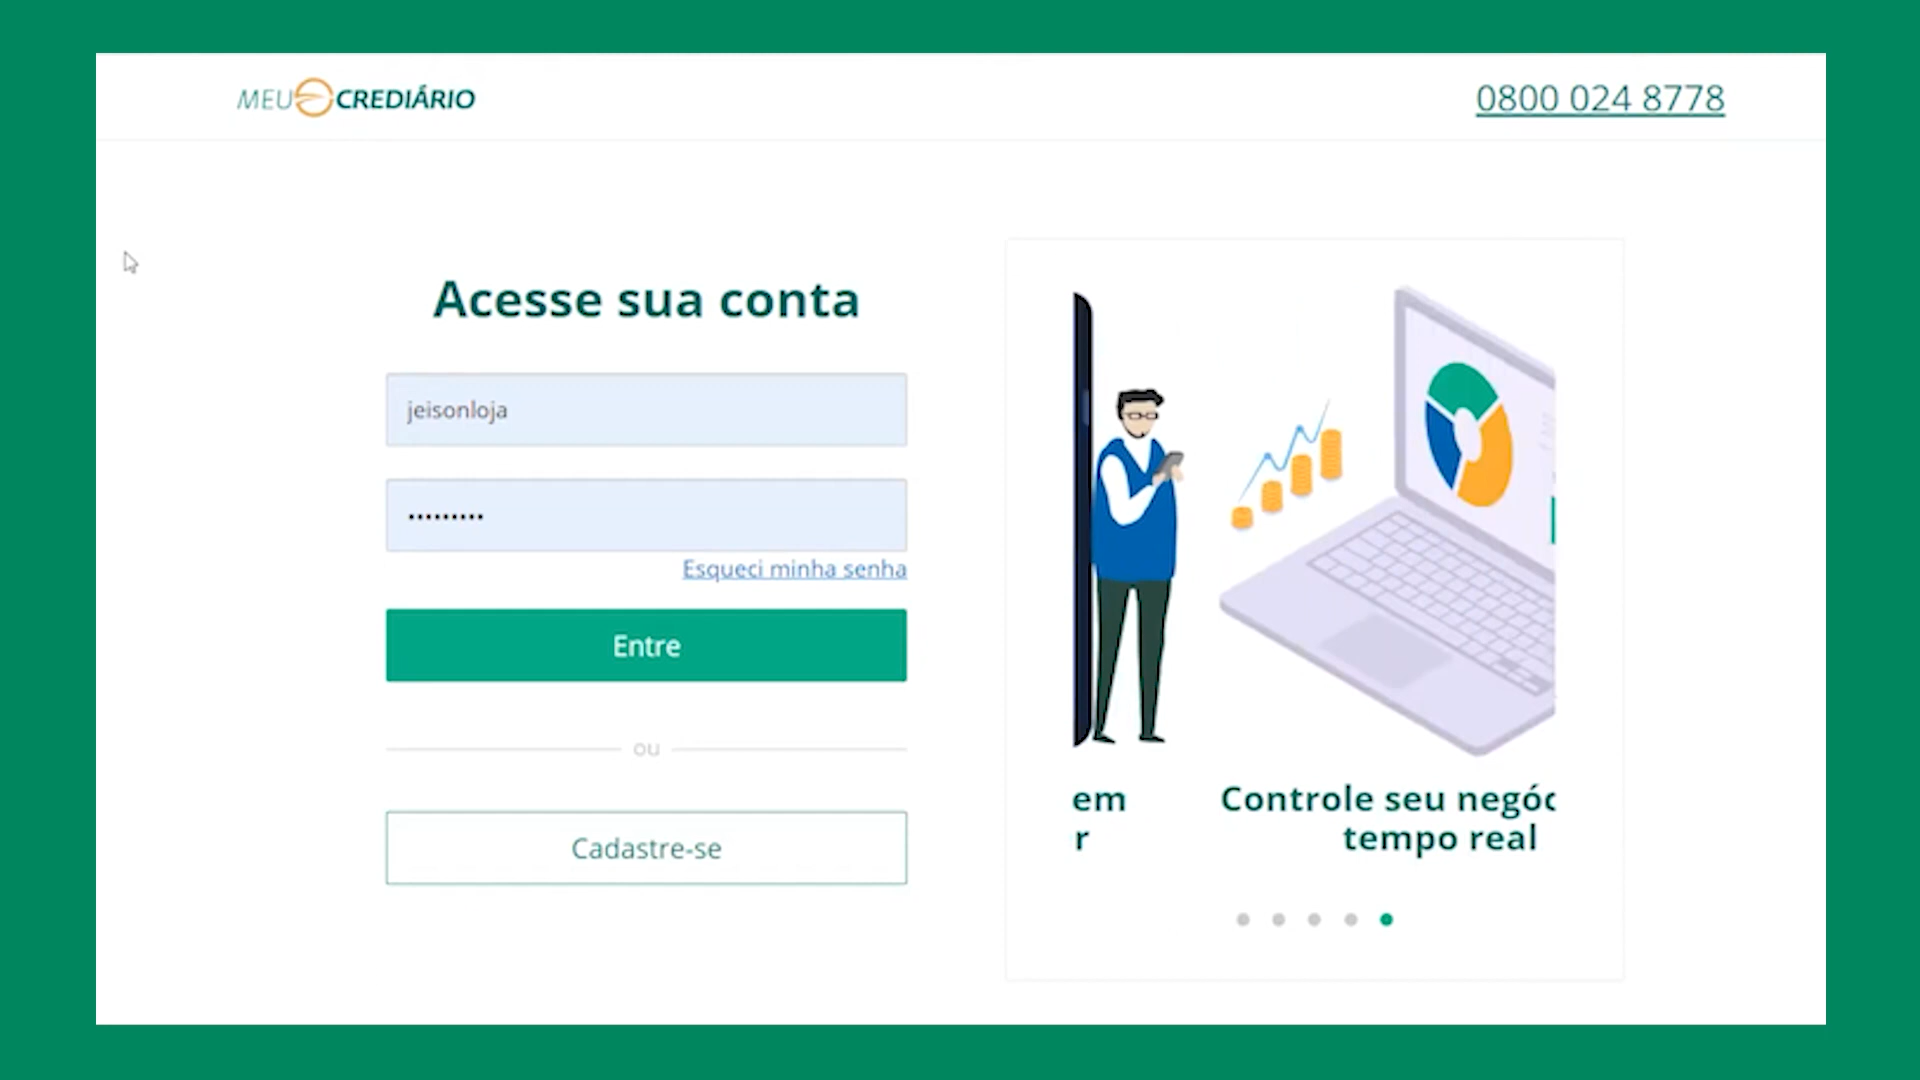 MEU CREDIÁRIO
0800 024 8778
Acesse sua conta
jeisonloja
•••••••••
Esqueci minha senha
Entre
ou
Cadastre-se
em
r
Controle seu negóc
tempo real